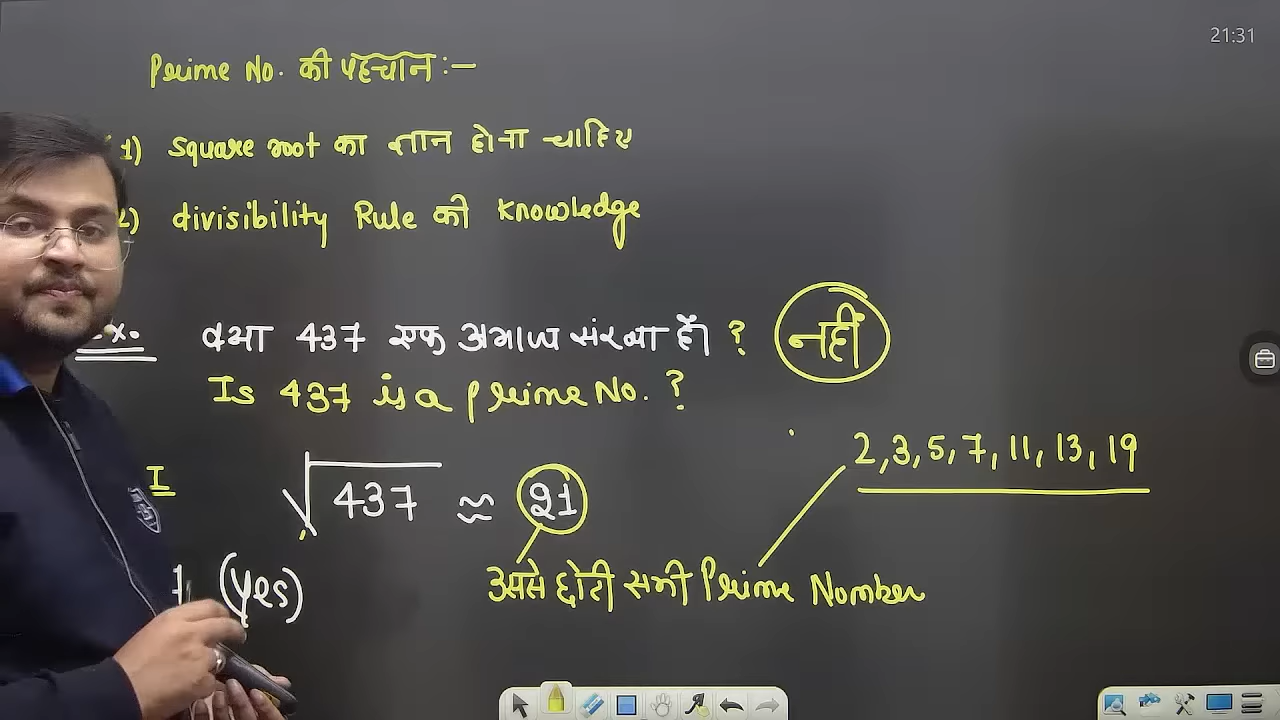 21:31
Prime No. की पहचान :-
1) square root का ज्ञान होना चाहिए
2) divisibility Rule की knowledge
Ex. क्या 437 एक अभाज्य संख्या है। ? नहीं
Is 437 is a prime No. ?
2, 3, 5, 7, 11, 13, 19
I
√437 ≈ 21
(yes)
उससे छोटी सभी Prime Number